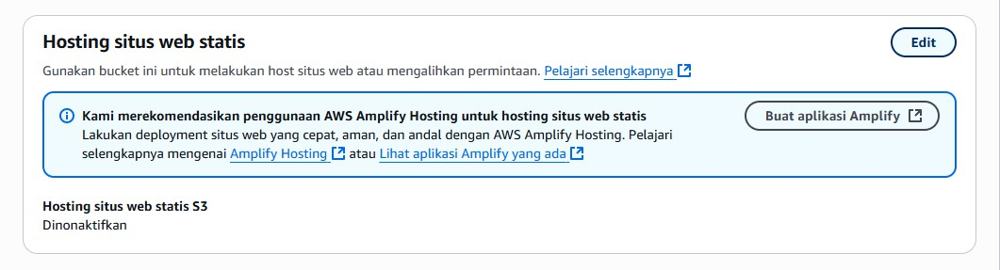 Hosting situs web statis
Edit
Gunakan bucket ini untuk melakukan host situs web atau mengalihkan permintaan. Pelajari selengkapnya
Kami merekomendasikan penggunaan AWS Amplify Hosting untuk hosting situs web statis
Buat aplikasi Amplify
Lakukan deployment situs web yang cepat, aman, dan andal dengan AWS Amplify Hosting. Pelajari
selengkapnya mengenai Amplify Hosting atau Lihat aplikasi Amplify yang ada
Hosting situs web statis S3
Dinonaktifkan